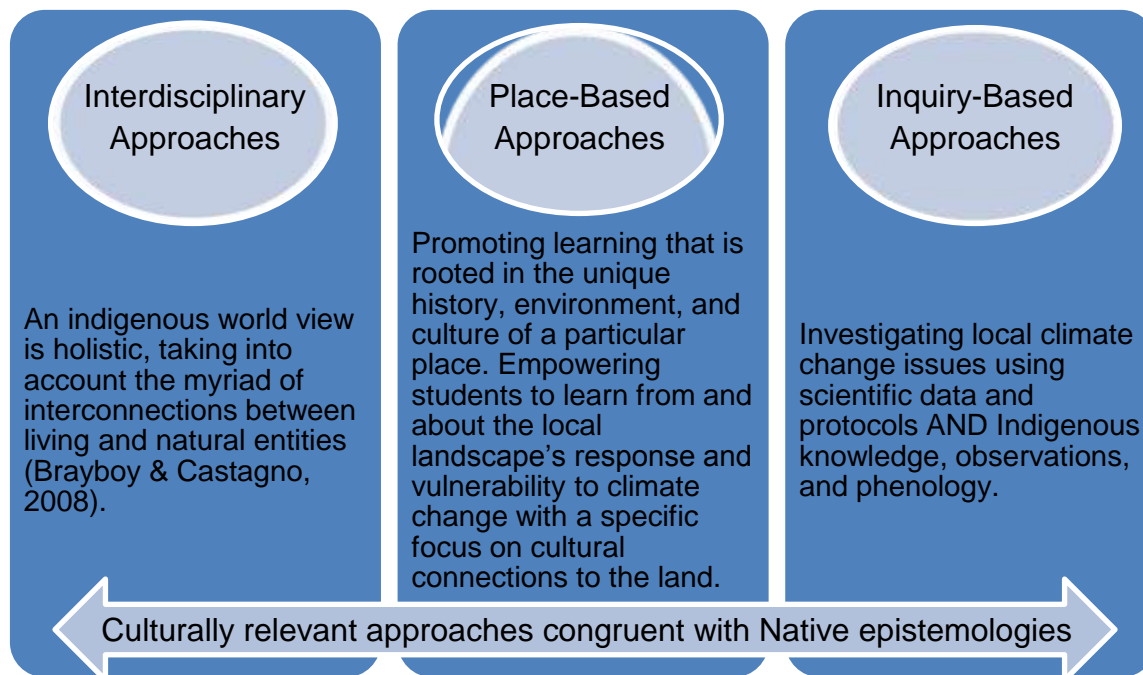 Interdisciplinary
Approaches
An indigenous world view
is holistic, taking into
account the myriad of
interconnections between
living and natural entities
(Brayboy & Castagno,
2008).
Place-Based
Approaches
Promoting learning that is
rooted in the unique
history, environment, and
culture of a particular
place. Empowering
students to learn from and
about the local
landscape’s response and
vulnerability to climate
change with a specific
focus on cultural
connections to the land.
Inquiry-Based
Approaches
Investigating local climate
change issues using
scientific data and
protocols AND Indigenous
knowledge, observations,
and phenology.
Culturally relevant approaches congruent with Native epistemologies